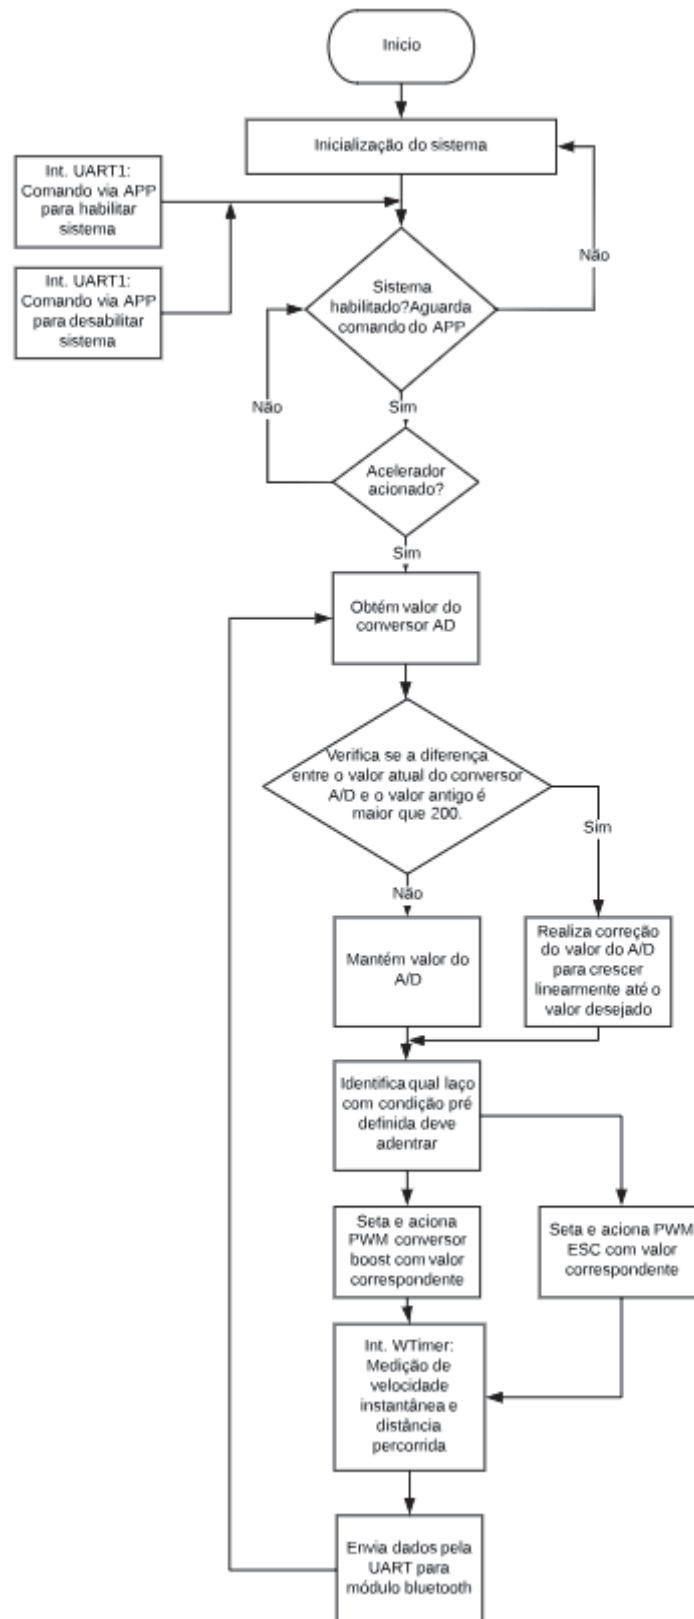 Inicio
Inicialização do sistema
Int. UART1:
Comando via APP
para habilitar
sistema
Int. UART1:
Comando via APP
para desabilitar
sistema
Não
Sistema
habilitado?Aguarda
comando do APP
Não
Sim
Acelerador
acionado?
Sim
Obtém valor do
conversor AD
Verifica se a diferença
entre o valor atual do conversor
A/D e o valor antigo é
maior que 200.
Sim
Não
Mantém valor do
A/D
Realiza correção
do valor do A/D
para crescer
linearmente até o
valor desejado
Identifica qual laço
com condição pré
definida deve
adentrar
Seta e aciona
PWM conversor
boost com valor
correspondente
Seta e aciona PWM
ESC com valor
correspondente
Int. WTimer:
Medição de
velocidade
instantânea e
distância
percorrida
Envia dados pela
UART para
módulo bluetooth